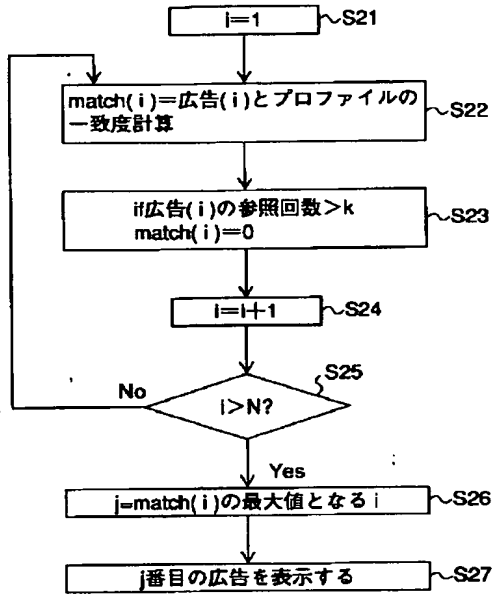 i＝1
S21
match(i)＝広告(i)とプロファイルの
一致度計算
S22
if広告(i)の参照回数＞k
match(i)＝0
S23
i＝i＋1
S24
S25
i＞N?
No
Yes
j=match(i)の最大値となる i
S26
j番目の広告を表示する
S27